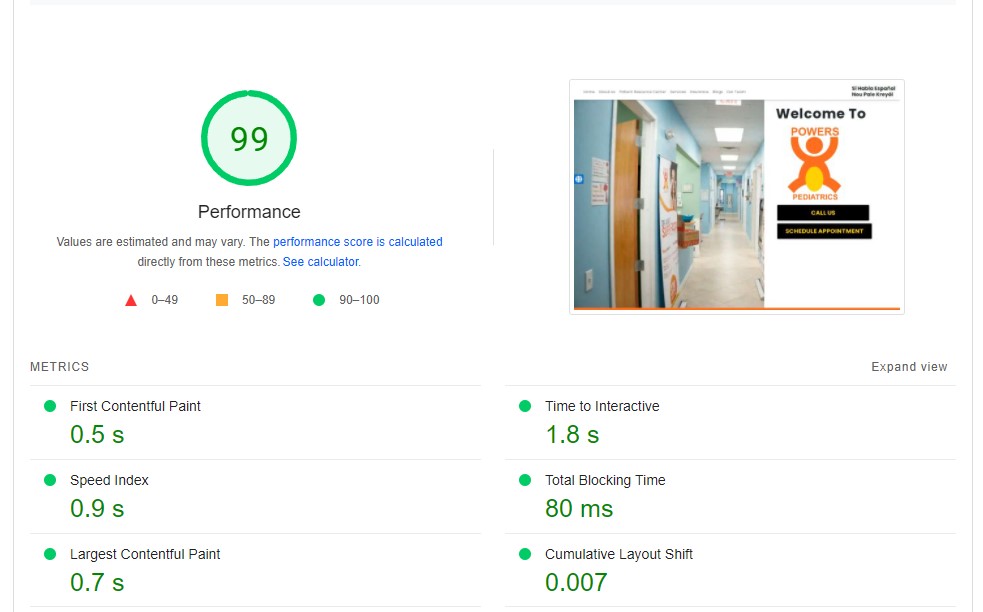 99
Performance
Values are estimated and may vary. The performance score is calculated
directly from these metrics. See calculator.
0–49
50–89
90–100
Home About us Patient Resource Center Services Insurance Blogs Our Team
Si Habla Español
Nou Pale Kreyòl
Welcome To
POWERS
PEDIATRICS
CALL US
SCHEDULE APPOINTMENT
METRICS
Expand view
First Contentful Paint
0.5 s
Time to Interactive
1.8 s
Speed Index
0.9 s
Total Blocking Time
80 ms
Largest Contentful Paint
0.7 s
Cumulative Layout Shift
0.007